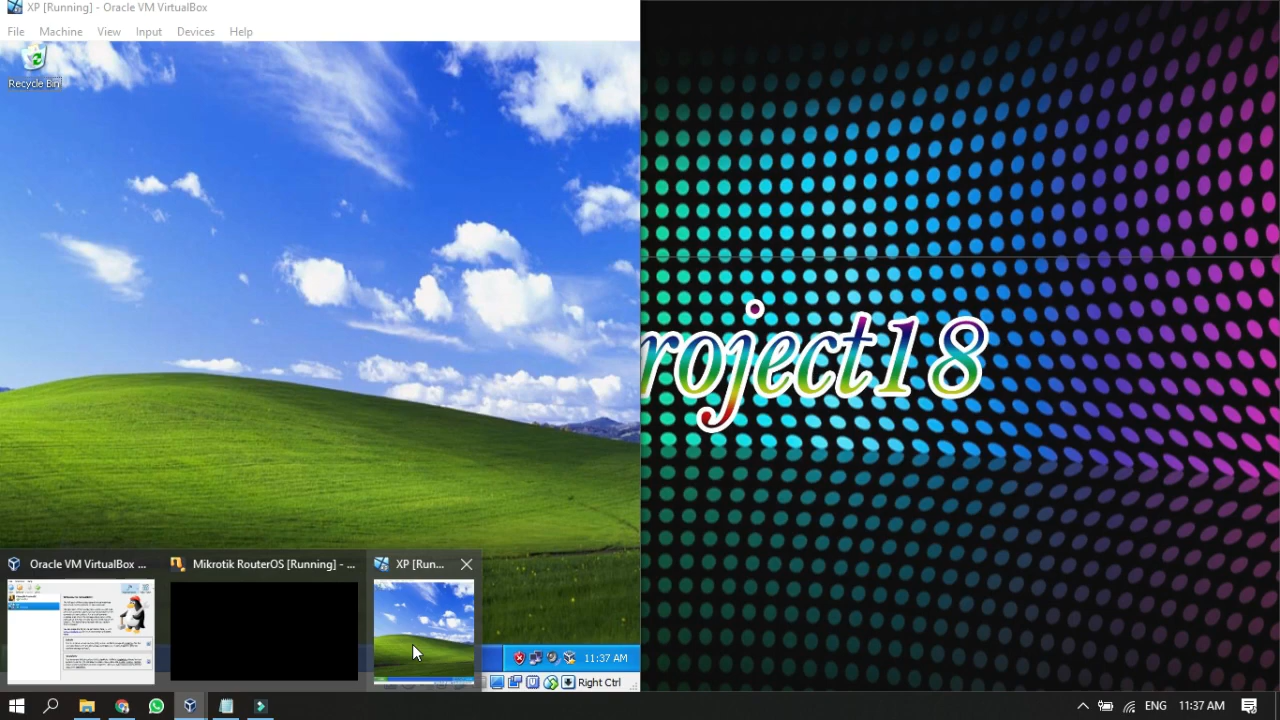 XP [Running] - Oracle VM VirtualBox
File Machine View Input Devices Help
Recycle Bin
roject18
Oracle VM VirtualBox ...
Mikrotik RouterOS [Running] - ...
XP [Run...
11:37 AM
Right Ctrl
ENG 11:37 AM